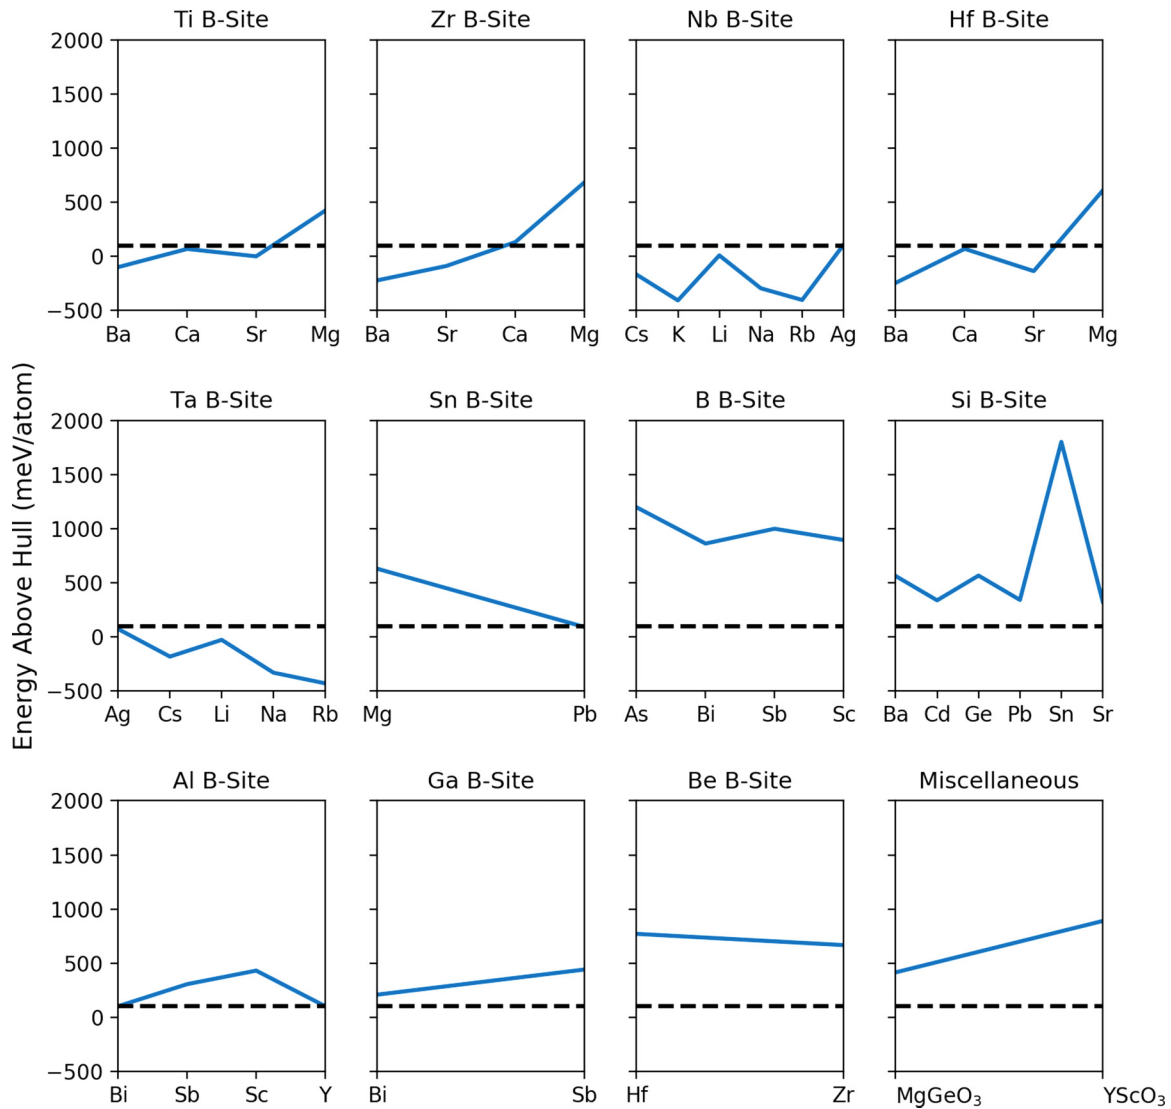 Ti B-Site
Zr B-Site
Nb B-Site
Hf B-Site
2000
1500
1000
500
0
−500
Ba Ca Sr Mg
Ba Sr Ca Mg
Cs K Li Na Rb Ag
Ba Ca Sr Mg
Energy Above Hull (meV/atom)
Ta B-Site
Sn B-Site
B B-Site
Si B-Site
2000
1500
1000
500
0
−500
Ag Cs Li Na Rb
Mg Pb
As Bi Sb Sc
Ba Cd Ge Pb Sn Sr
Al B-Site
Ga B-Site
Be B-Site
Miscellaneous
2000
1500
1000
500
0
−500
Bi Sb Sc Y
Bi Sb
Hf Zr
MgGeO₃ YScO₃